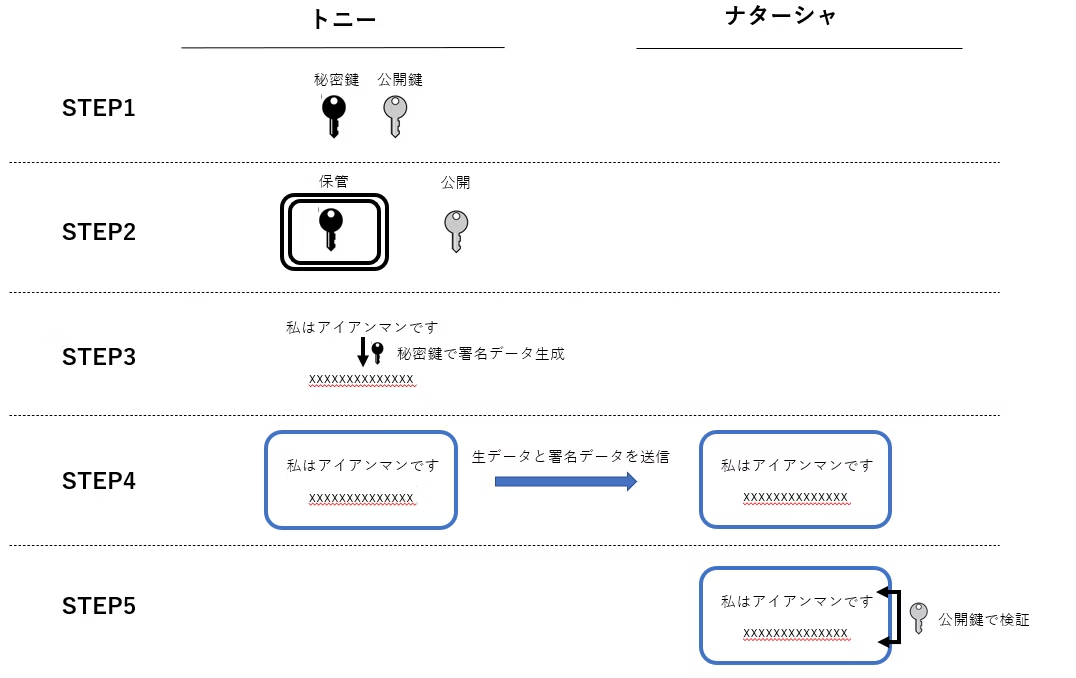 トニー
ナターシャ
STEP1
秘密鍵
公開鍵
STEP2
保管
公開
STEP3
私はアイアンマンです
秘密鍵で署名データ生成
xxxxxxxxxxxxxx
STEP4
私はアイアンマンです
xxxxxxxxxxxxxx
生データと署名データを送信
私はアイアンマンです
xxxxxxxxxxxxxx
STEP5
私はアイアンマンです
xxxxxxxxxxxxxx
公開鍵で検証